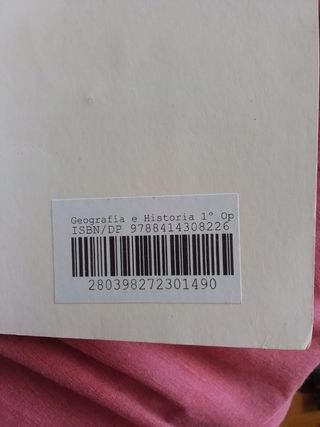 Geografía e Historia 1º Op
ISBN/DP 9788414308226
280398272301490